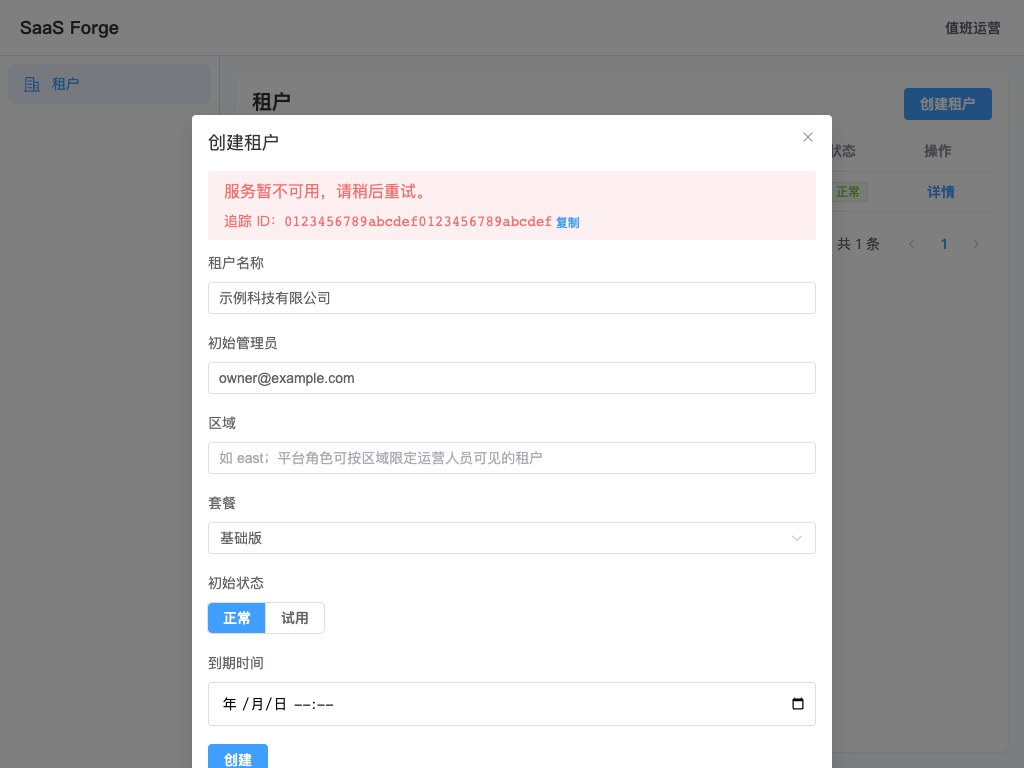 SaaS Forge
值班运营
租户
租户
创建租户
状态
操作
正常
详情
共 1 条
1
创建租户
服务暂不可用，请稍后重试。
追踪 ID：0123456789abcdef0123456789abcdef 复制
租户名称
示例科技有限公司
初始管理员
owner@example.com
区域
如 east；平台角色可按区域限定运营人员可见的租户
套餐
基础版
初始状态
正常
试用
到期时间
年 /月/日 --:--
创建